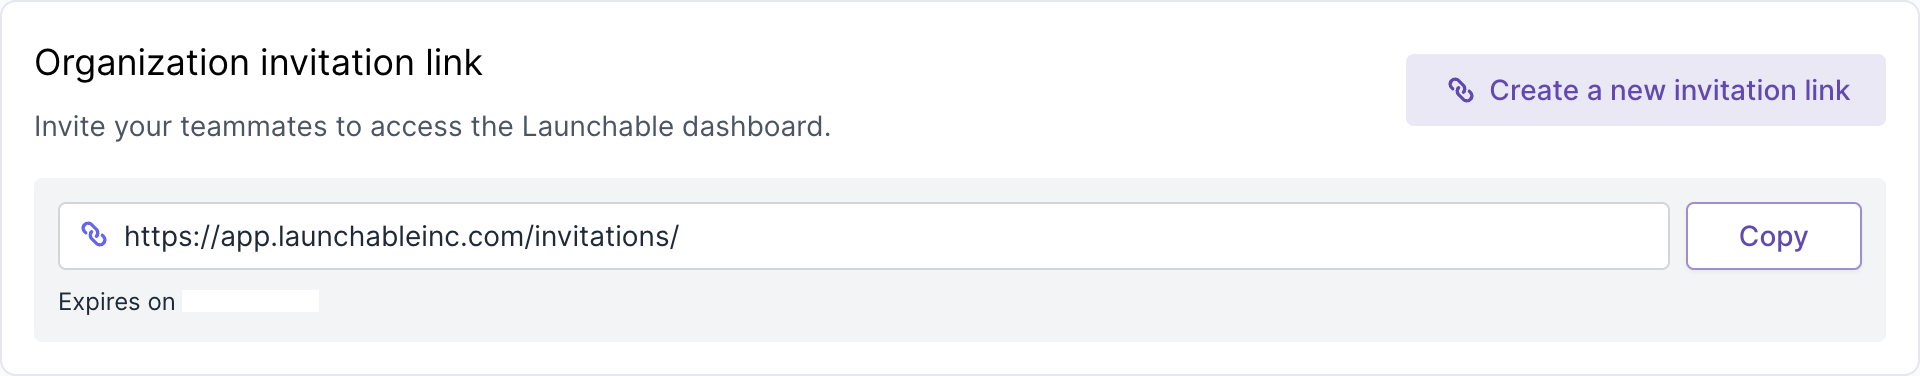 Organization invitation link
Invite your teammates to access the Launchable dashboard.
Create a new invitation link
https://app.launchableinc.com/invitations/
Copy
Expires on